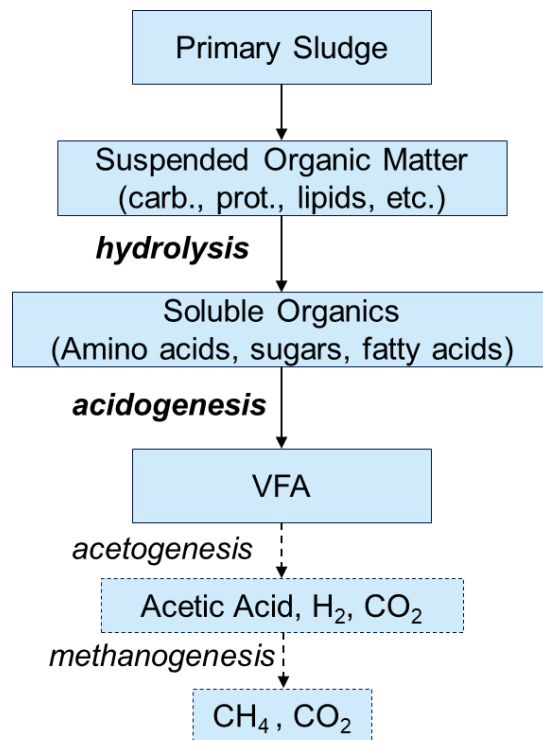 Primary Sludge
Suspended Organic Matter
(carb., prot., lipids, etc.)
hydrolysis
Soluble Organics
(Amino acids, sugars, fatty acids)
acidogenesis
VFA
acetogenesis
Acetic Acid, H₂, CO₂
methanogenesis
CH₄ , CO₂